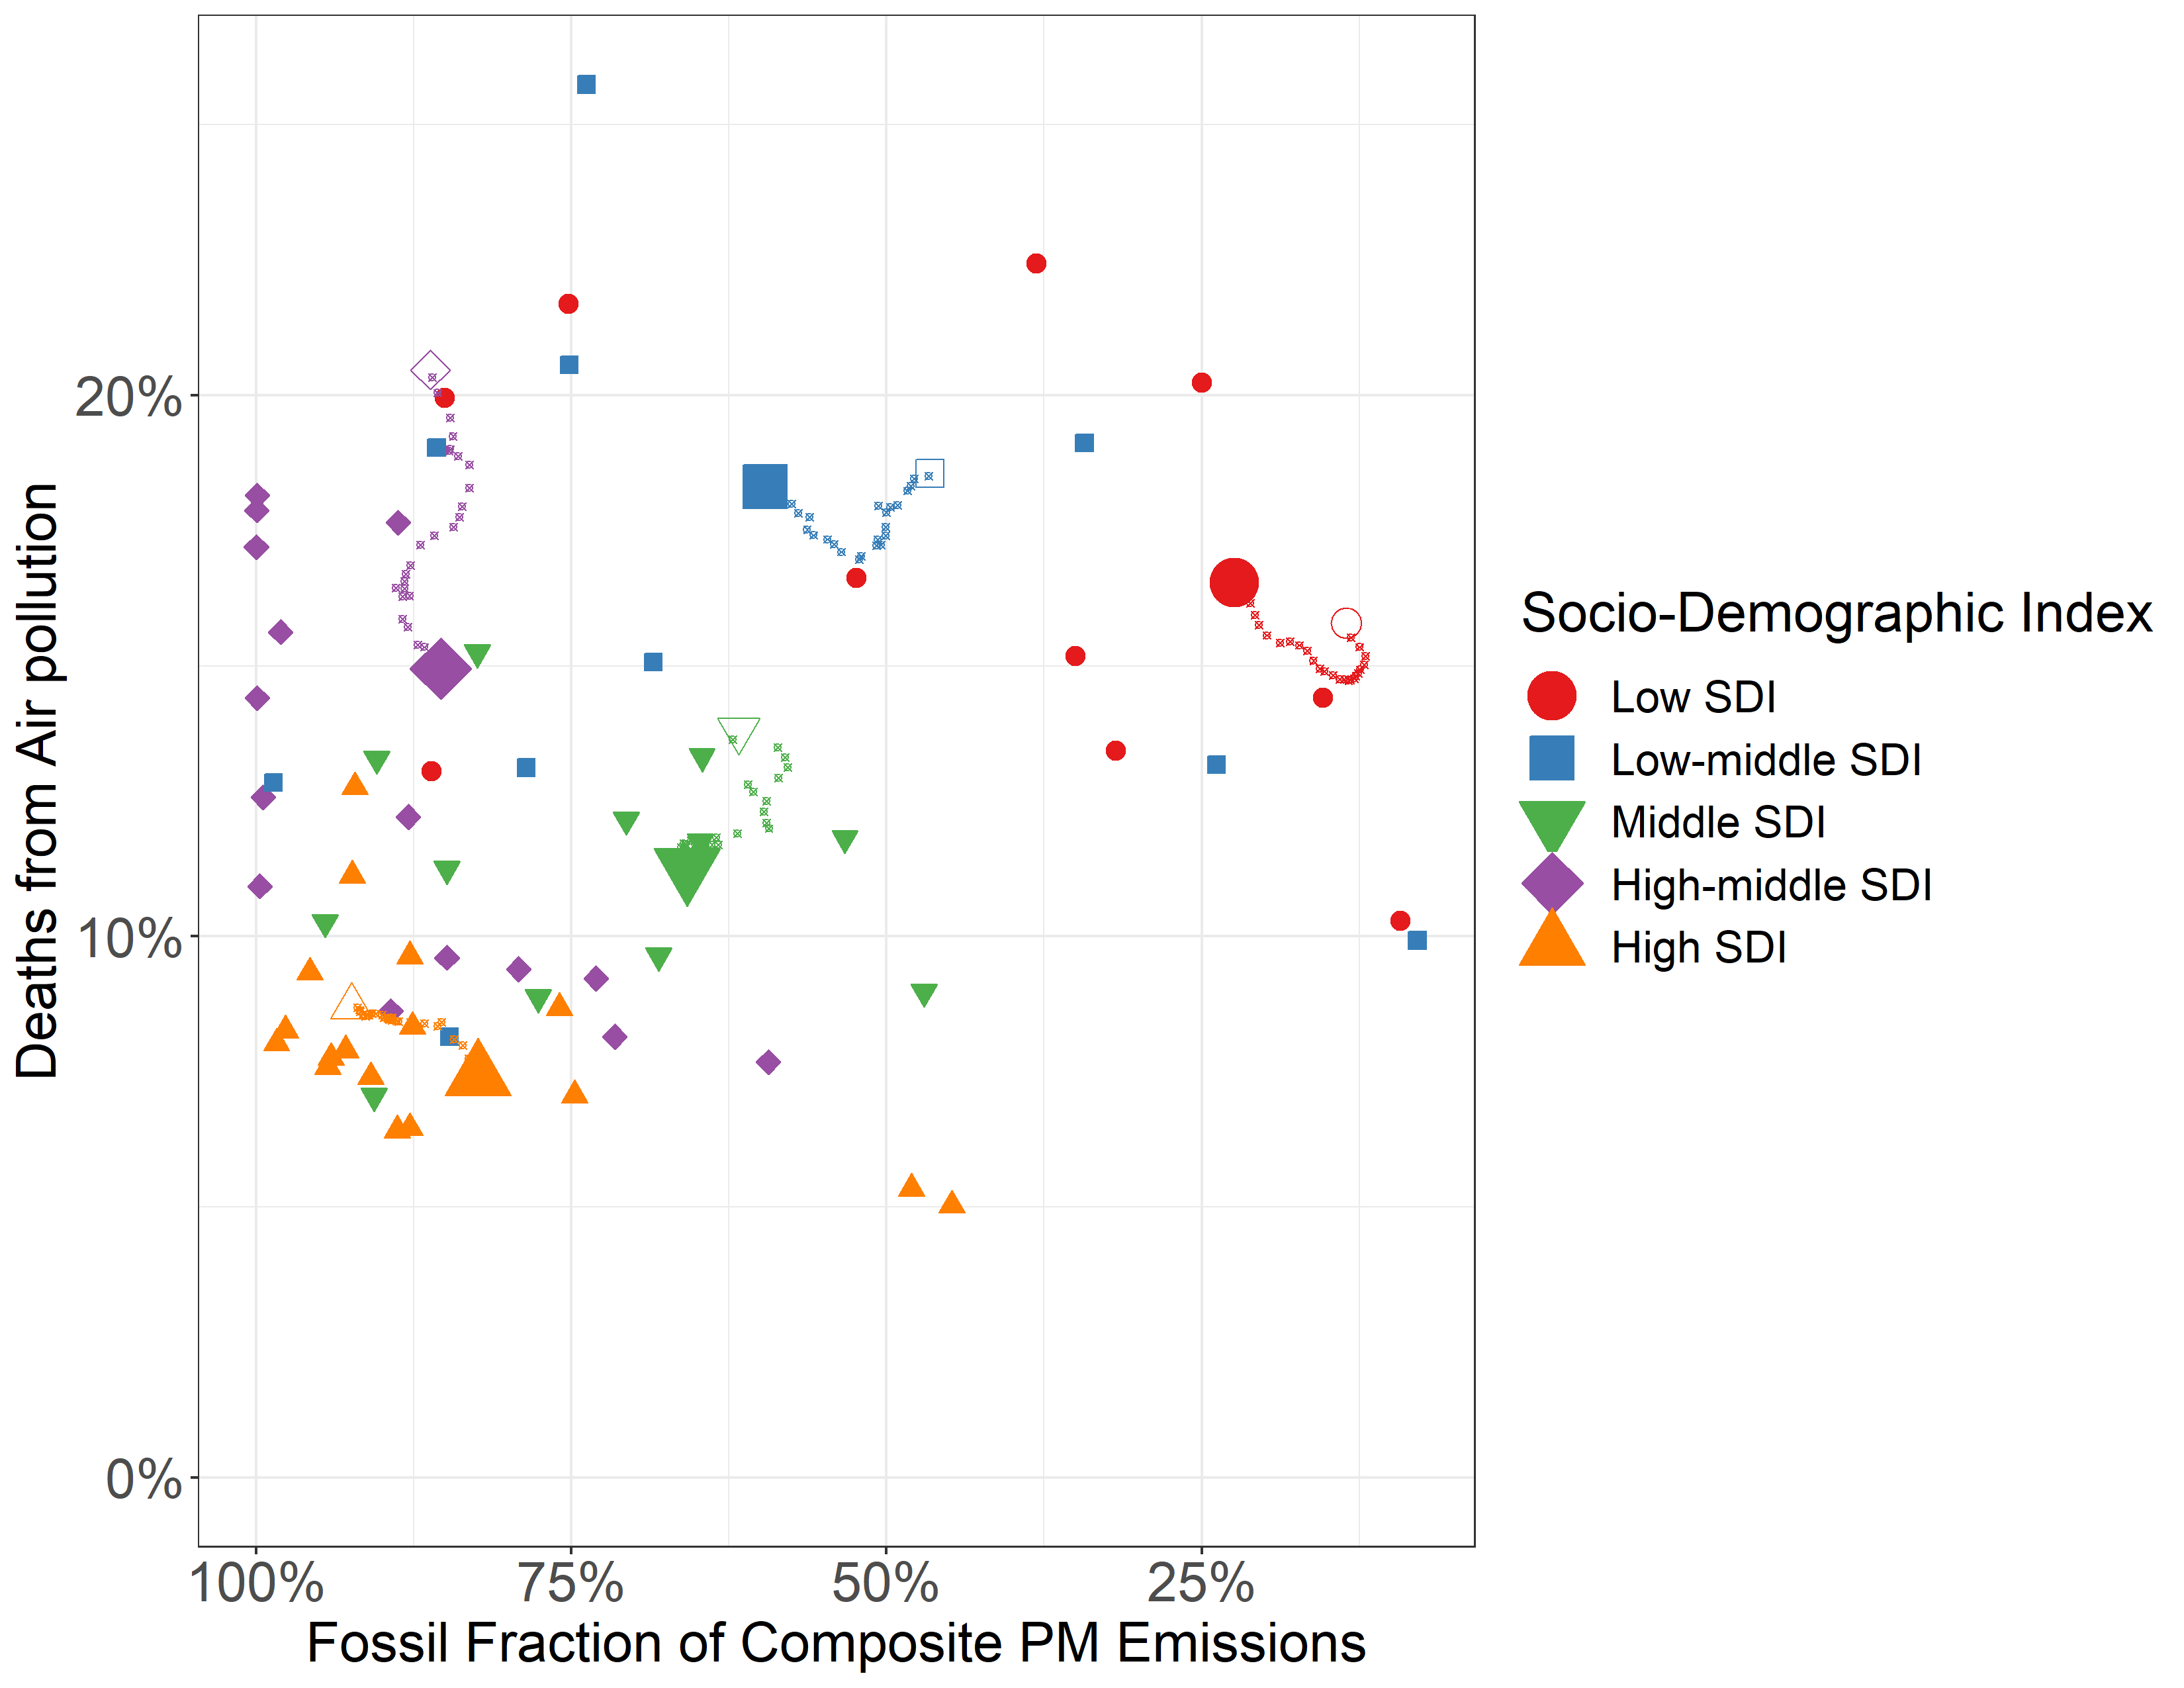 Deaths from Air pollution
20%
10%
0%
100% 75% 50% 25%
Fossil Fraction of Composite PM Emissions
Socio-Demographic Index
Low SDI
Low-middle SDI
Middle SDI
High-middle SDI
High SDI